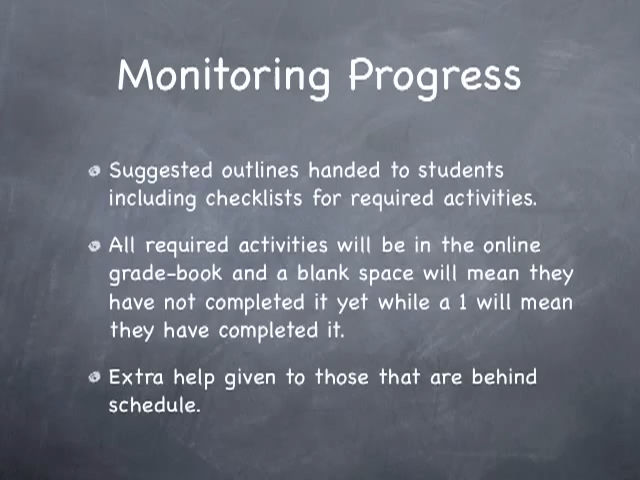 Monitoring Progress
Suggested outlines handed to students
including checklists for required activities.
All required activities will be in the online
grade-book and a blank space will mean they
have not completed it yet while a 1 will mean
they have completed it.
Extra help given to those that are behind
schedule.